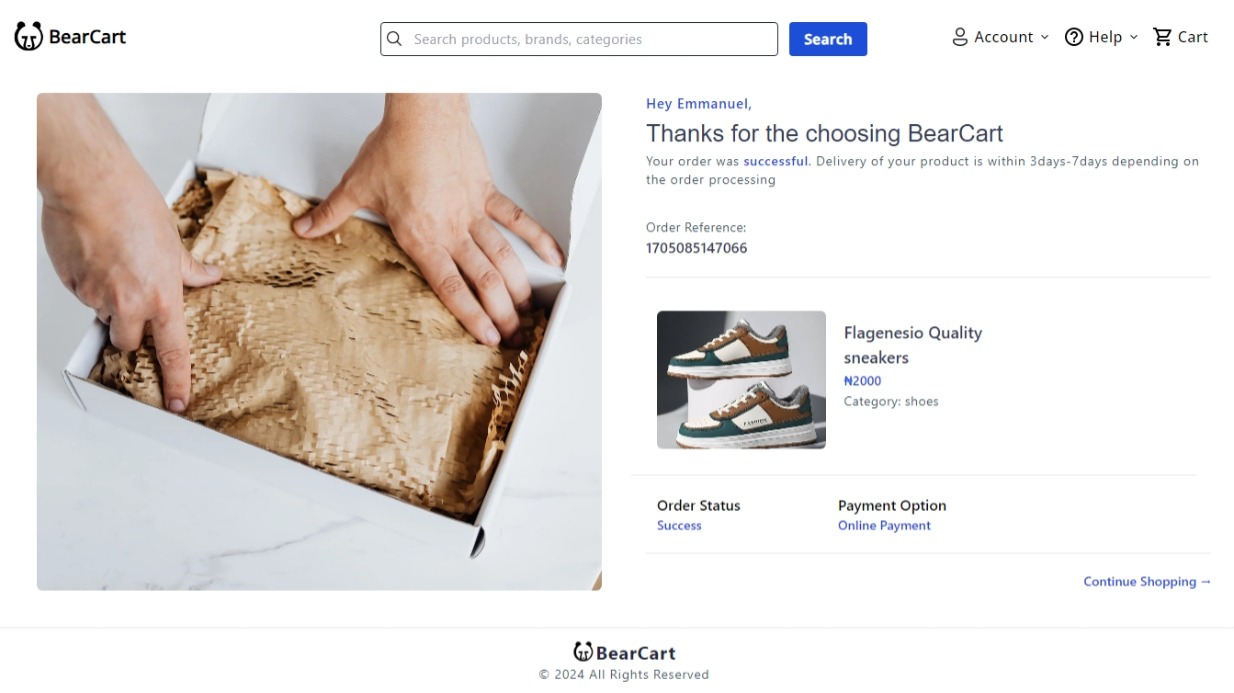 BearCart
Search products, brands, categories
Search
Account
Help
Cart
Hey Emmanuel,
Thanks for the choosing BearCart
Your order was successful. Delivery of your product is within 3days-7days depending on
the order processing
Order Reference:
1705085147066
Flagenesio Quality
sneakers
₦2000
Category: shoes
FASHION
Order Status
Success
Payment Option
Online Payment
Continue Shopping →
BearCart
© 2024 All Rights Reserved